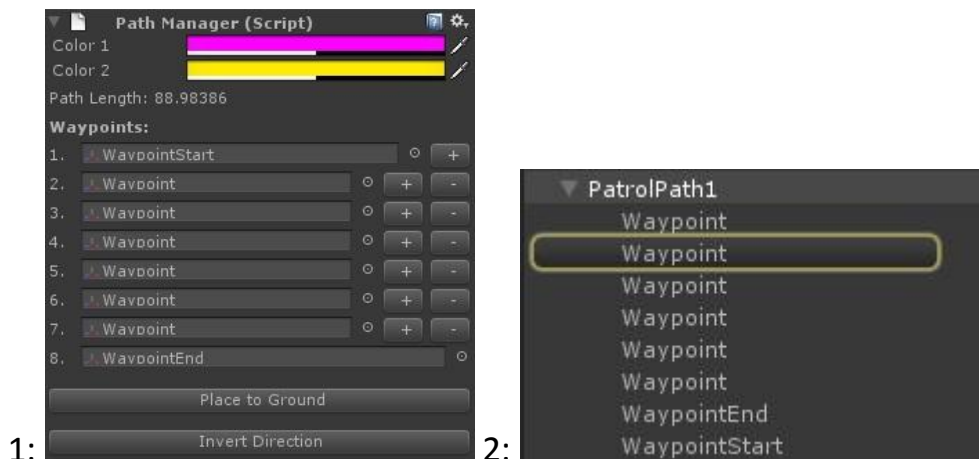 Path Manager (Script)
Color 1
Color 2
Path Length: 88.98386
Waypoints:
1. WaypointStart +
2. Waypoint + -
3. Waypoint + -
4. Waypoint + -
5. Waypoint + -
6. Waypoint + -
7. Waypoint + -
8. WaypointEnd
Place to Ground
Invert Direction
1:
PatrolPath1
Waypoint
Waypoint
Waypoint
Waypoint
Waypoint
Waypoint
WaypointEnd
WaypointStart
2: